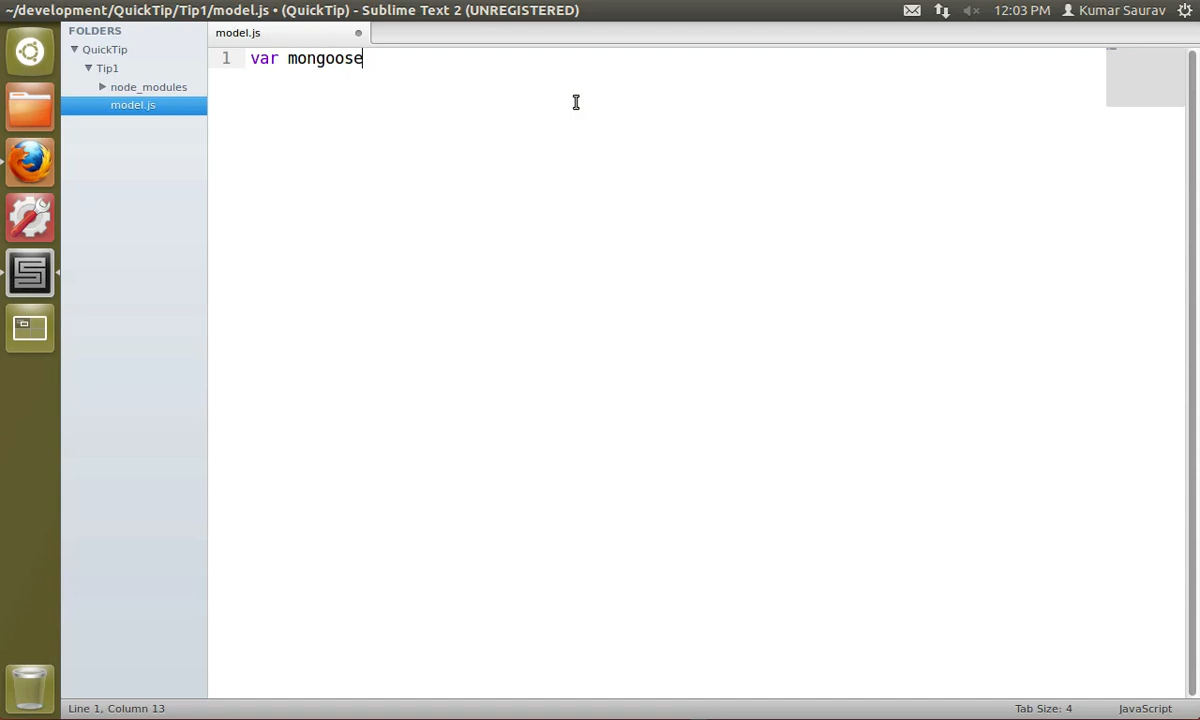 ~/development/QuickTip/Tip1/model.js • (QuickTip) - Sublime Text 2 (UNREGISTERED)
12:03 PM
Kumar Saurav
FOLDERS
QuickTip
Tip1
node_modules
model.js
model.js
1 var mongoose
Line 1, Column 13
Tab Size: 4
JavaScript